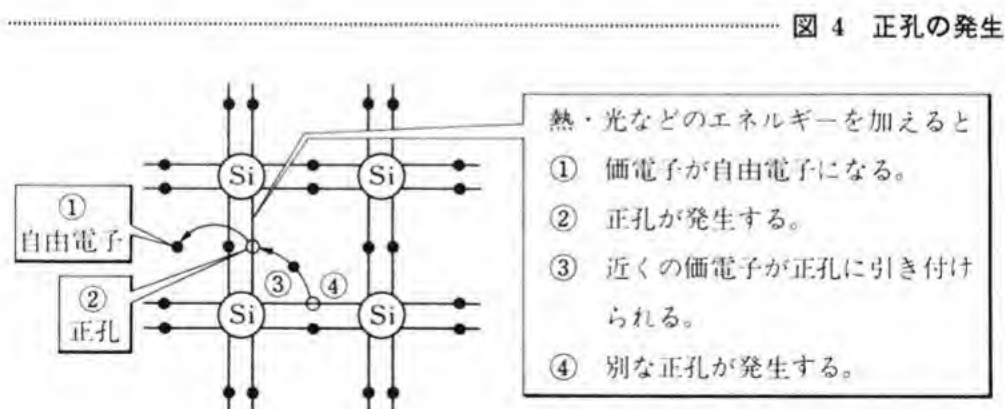 図 4 正孔の発生
熱・光などのエネルギーを加えると
① 価電子が自由電子になる。
② 正孔が発生する。
③ 近くの価電子が正孔に引き付け
られる。
④ 別な正孔が発生する。
Si
Si
①
自由電子
③
④
②
正孔
Si
Si